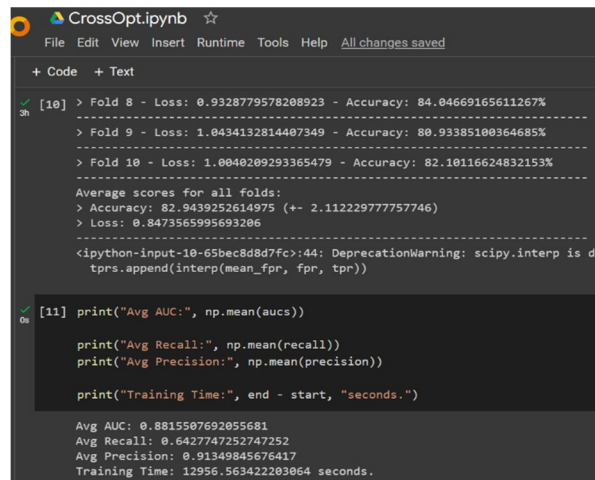 CrossOpt.ipynb
File Edit View Insert Runtime Tools Help All changes saved
+ Code + Text
[10] > Fold 8 - Loss: 0.9328779578208923 - Accuracy: 84.04669165611267%
3h
------------------------------------------------------------------------
> Fold 9 - Loss: 1.0434132814407349 - Accuracy: 80.93385100364685%
------------------------------------------------------------------------
> Fold 10 - Loss: 1.0040209293365479 - Accuracy: 82.10116624832153%
------------------------------------------------------------------------
Average scores for all folds:
> Accuracy: 82.9439252614975 (+- 2.112229777757746)
> Loss: 0.8473565995693206
------------------------------------------------------------------------
<ipython-input-10-65bec8d8d7fc>:44: DeprecationWarning: scipy.interp is d
tprs.append(interp(mean_fpr, fpr, tpr))
[11] print("Avg AUC:", np.mean(aucs))
0s
print("Avg Recall:", np.mean(recall))
print("Avg Precision:", np.mean(precision))
print("Training Time:", end - start, "seconds.")
Avg AUC: 0.8815507692055681
Avg Recall: 0.6427747252747252
Avg Precision: 0.91349845676417
Training Time: 12956.563422203064 seconds.